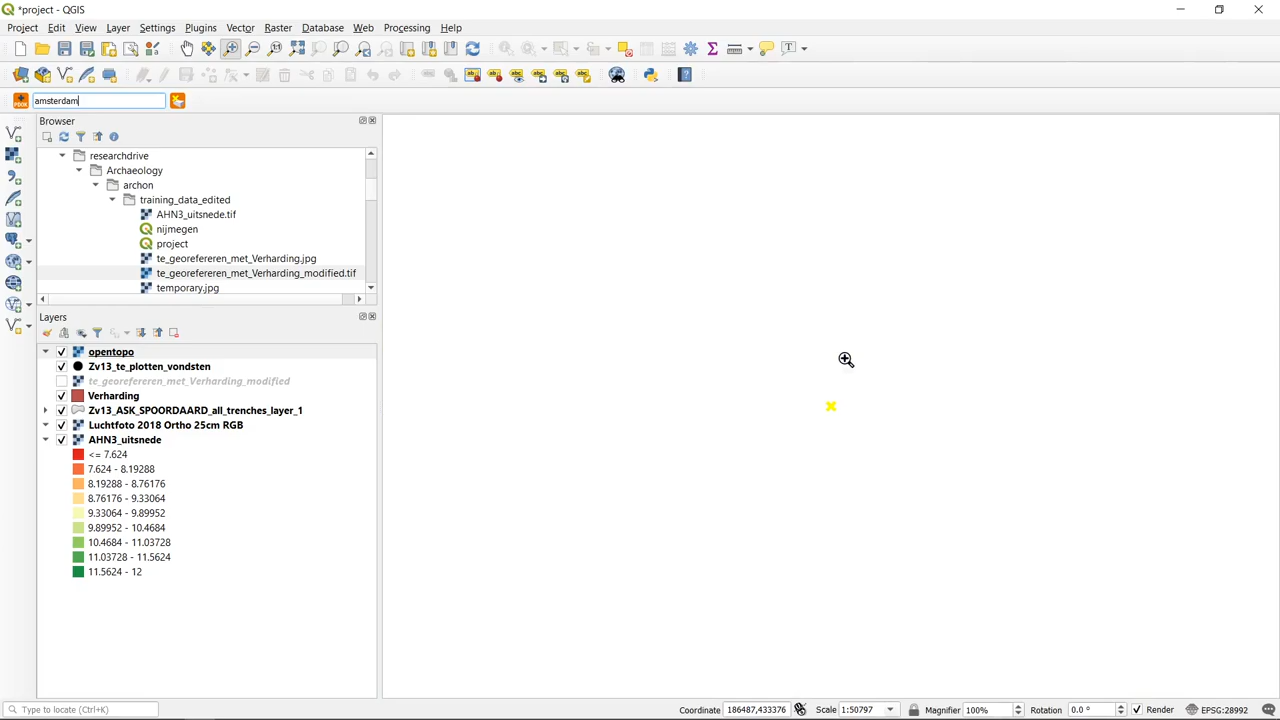 *project - QGIS
Project Edit View Layer Settings Plugins Vector Raster Database Web Processing Help
amsterdam
Browser
researchdrive
Archaeology
archon
training_data_edited
AHN3_uitsnede.tif
nijmegen
project
te_georefereren_met_Verharding.jpg
te_georefereren_met_Verharding_modified.tif
temporary.jpg
Layers
opentopo
Zv13_te_plotten_vondsten
te_georefereren_met_Verharding_modified
Verharding
Zv13_ASK_SPOORDAARD_all_trenches_layer_1
Luchtfoto 2018 Ortho 25cm RGB
AHN3_uitsnede
<= 7.624
7.624 - 8.19288
8.19288 - 8.76176
8.76176 - 9.33064
9.33064 - 9.89952
9.89952 - 10.4684
10.4684 - 11.03728
11.03728 - 11.5624
11.5624 - 12
Type to locate (Ctrl+K) Coordinate 186487,433376 Scale 1:50797 Magnifier 100% Rotation 0.0 ° Render EPSG:28992